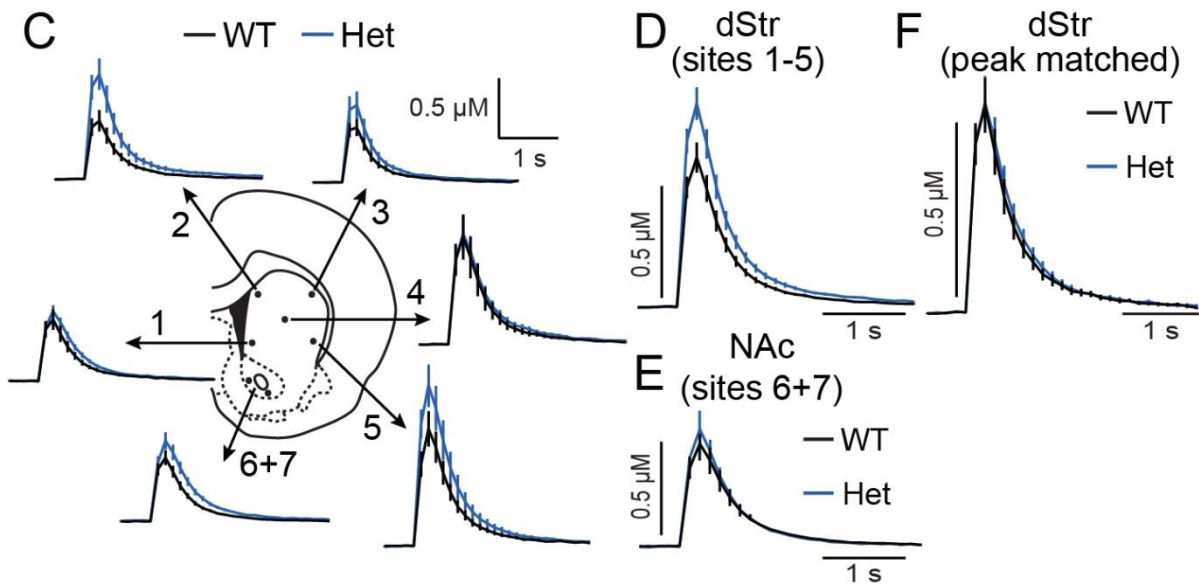 C
WT
Het
0.5 µM
1 s
2
3
4
1
5
6+7
D
dStr
(sites 1-5)
0.5 µM
1 s
E
NAc
(sites 6+7)
0.5 µM
WT
Het
1 s
F
dStr
(peak matched)
WT
Het
0.5 µM
1 s